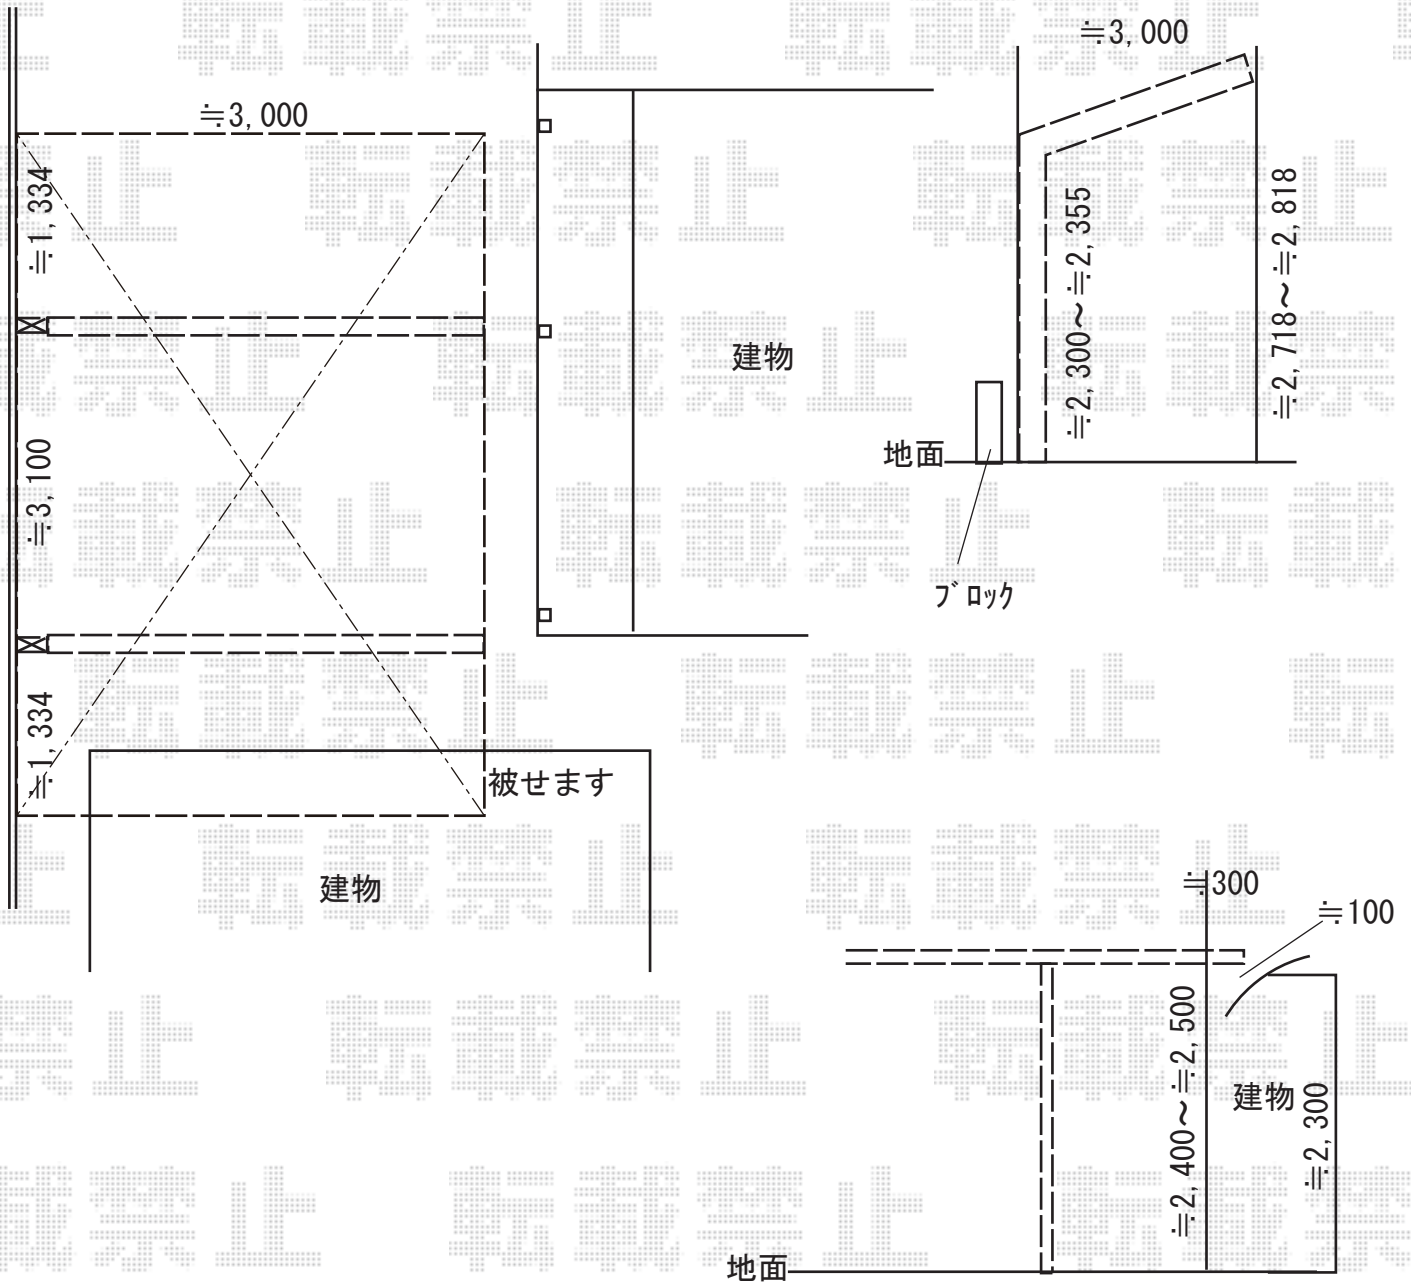 ≒3,000
≒1,334
≒3,100
≒1,334
建物
被せます
建物
≒3,000
≒2,300～≒2,355
≒2,718～≒2,818
地面
ﾌﾞﾛｯｸ
≒300
≒100
≒2,400～≒2,500
建物
≒2,300
地面
転載禁止